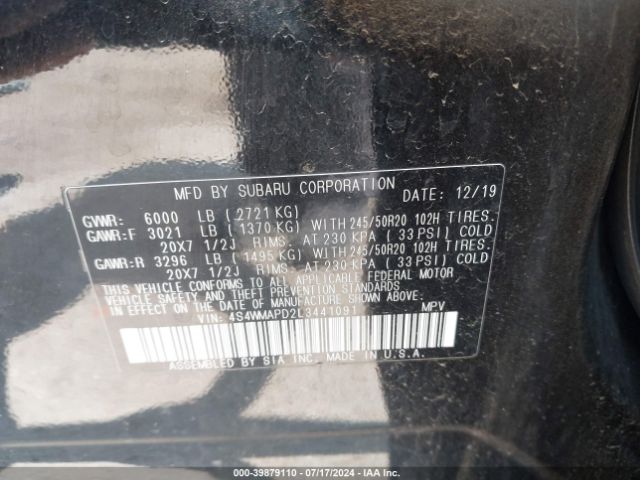 MFD BY SUBARU CORPORATION DATE: 12/19
GVWR: 6000 LB ( 2721 KG)
GAWR:F 3021 LB ( 1370 KG) WITH 245/50R20 102H TIRES.
20X7 1/2J RIMS. AT 230 KPA ( 33 PSI) COLD
GAWR:R 3296 LB ( 1495 KG) WITH 245/50R20 102H TIRES.
20X7 1/2J RIMS. AT 230 KPA ( 33 PSI) COLD
THIS VEHICLE CONFORMS TO ALL APPLICABLE FEDERAL MOTOR
VEHICLE SAFETY AND THEFT PREVENTION STANDARDS
IN EFFECT ON THE DATE OF MANUFACTURE SHOWN ABOVE.
VIN: 4S4WMAPD2L3441091 MPV
ASSEMBLED BY SIA INC. MADE IN U.S.A.
000-39879110 - 07/17/2024 - IAA Inc.